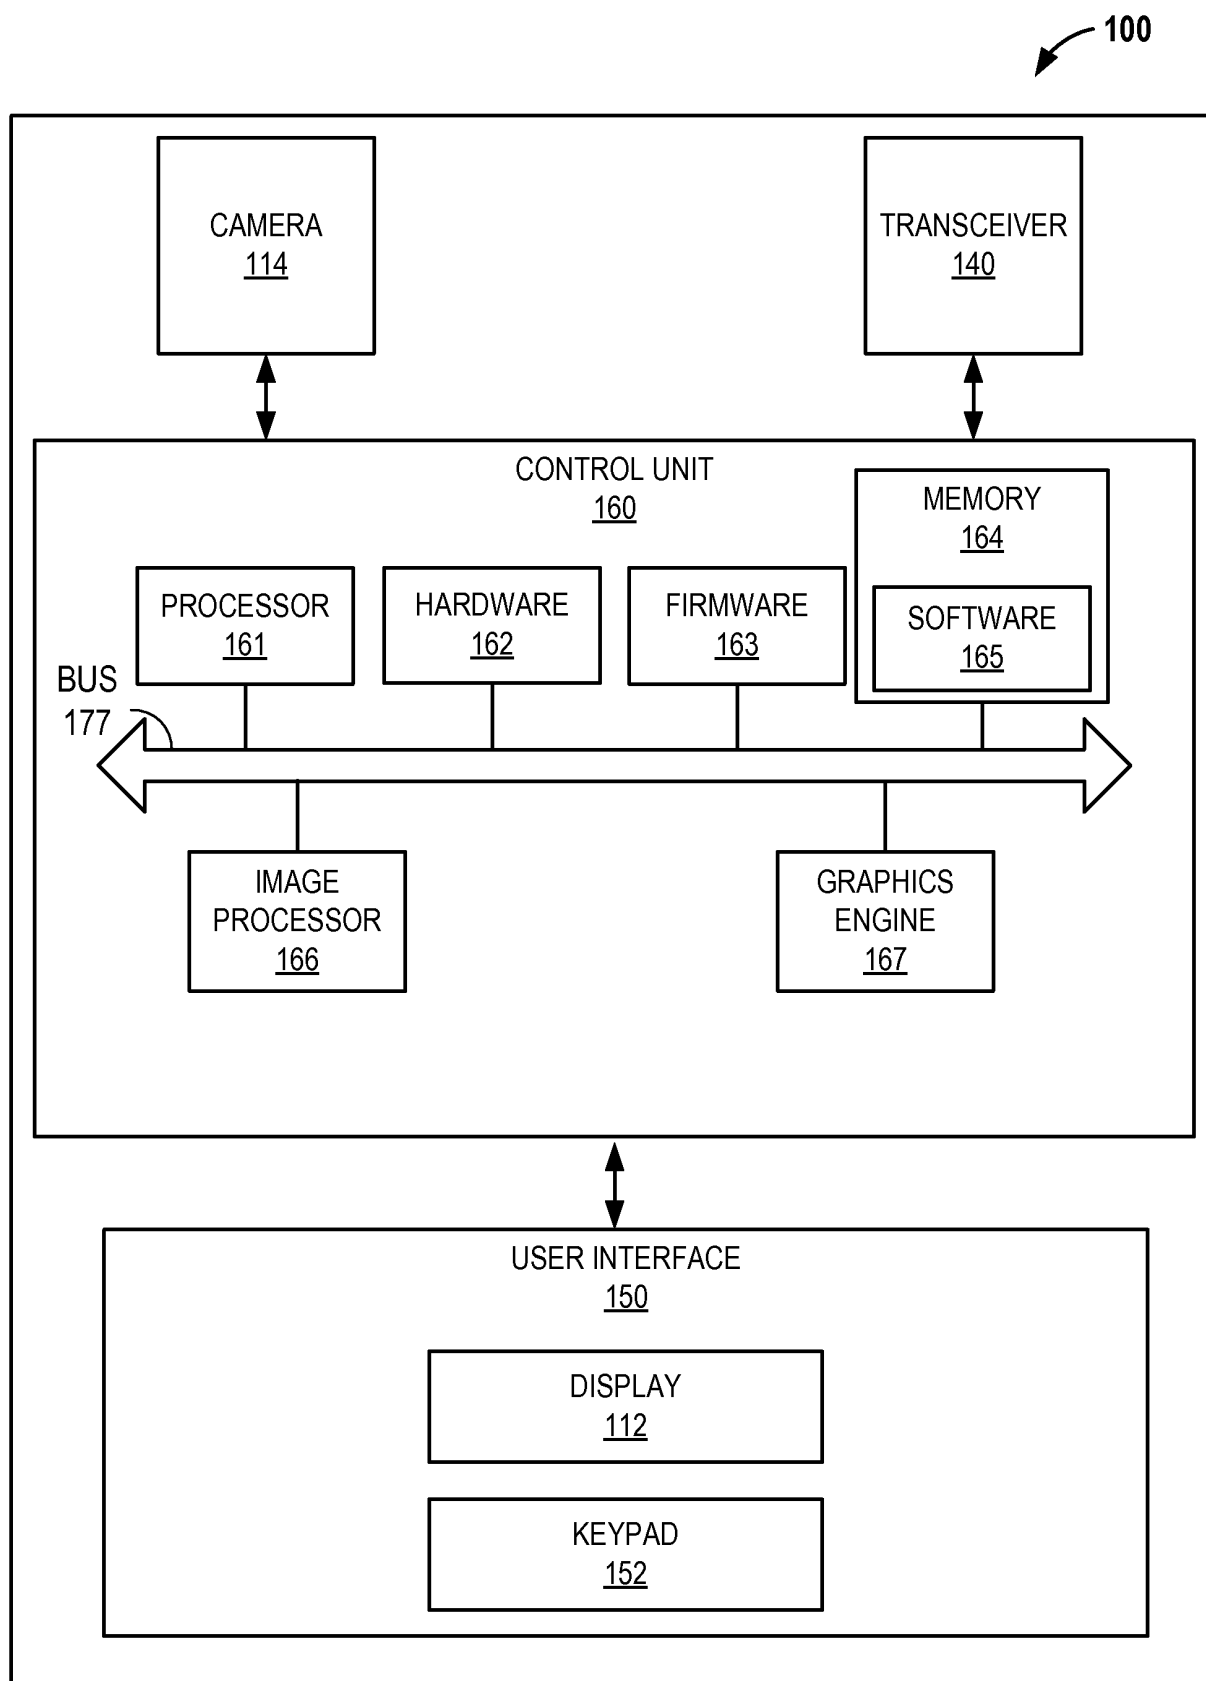 100
CAMERA
114
TRANSCEIVER
140
CONTROL UNIT
160
MEMORY
164
PROCESSOR
161
HARDWARE
162
FIRMWARE
163
SOFTWARE
165
BUS
177
IMAGE
PROCESSOR
166
GRAPHICS
ENGINE
167
USER INTERFACE
150
DISPLAY
112
KEYPAD
152